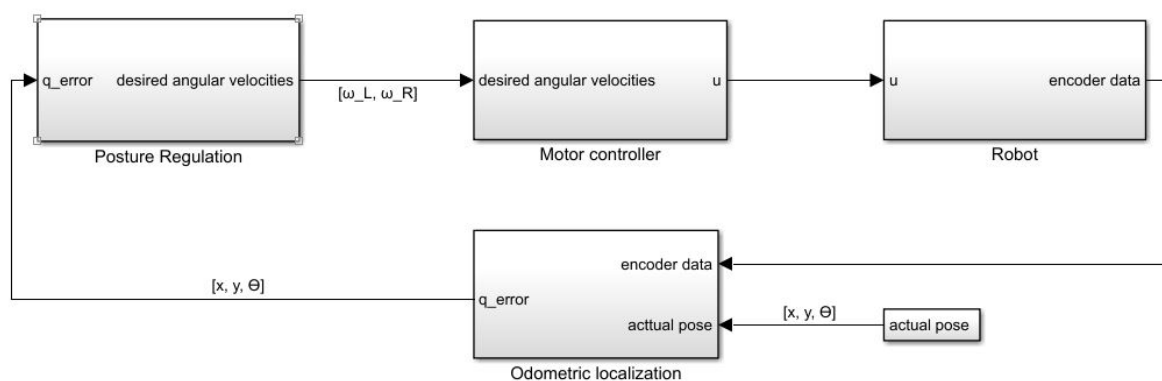 q_error
desired angular velocities
[ω_L, ω_R]
desired angular velocities
u
u
encoder data
Posture Regulation
Motor controller
Robot
encoder data
[x, y, Ө]
q_error
acttual pose
[x, y, Ө]
actual pose
Odometric localization